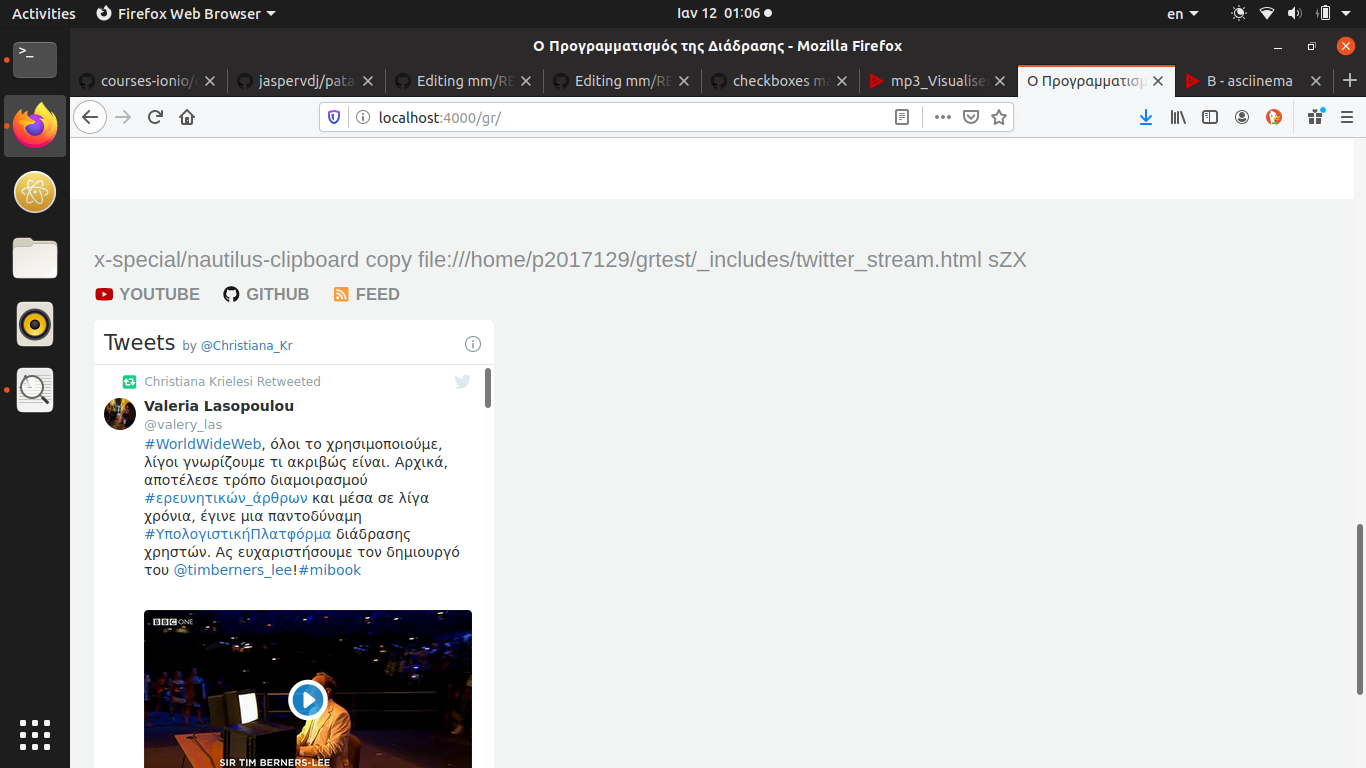 Activities Firefox Web Browser Ιαν 12 01:06 en
Ο Προγραμματισμός της Διάδρασης - Mozilla Firefox
courses-ionio/ jaspervdj/pata Editing mm/RE Editing mm/RE checkboxes ma mp3_Visualise Ο Προγραμματισμ B - asciinema
localhost:4000/gr/
x-special/nautilus-clipboard copy file:///home/p2017129/grtest/_includes/twitter_stream.html sZX
YOUTUBE GITHUB FEED
Tweets by @Christiana_Kr
Christiana Krielesi Retweeted
Valeria Lasopoulou
@valery_las
#WorldWideWeb, όλοι το χρησιμοποιούμε,
λίγοι γνωρίζουμε τι ακριβώς είναι. Αρχικά,
αποτέλεσε τρόπο διαμοιρασμού
#ερευνητικών_άρθρων και μέσα σε λίγα
χρόνια, έγινε μια παντοδύναμη
#ΥπολογιστικήΠλατφόρμα διάδρασης
χρηστών. Ας ευχαριστήσουμε τον δημιουργό
του @timberners_lee!#mibook
BBC ONE
SIR TIM BERNERS-LEE